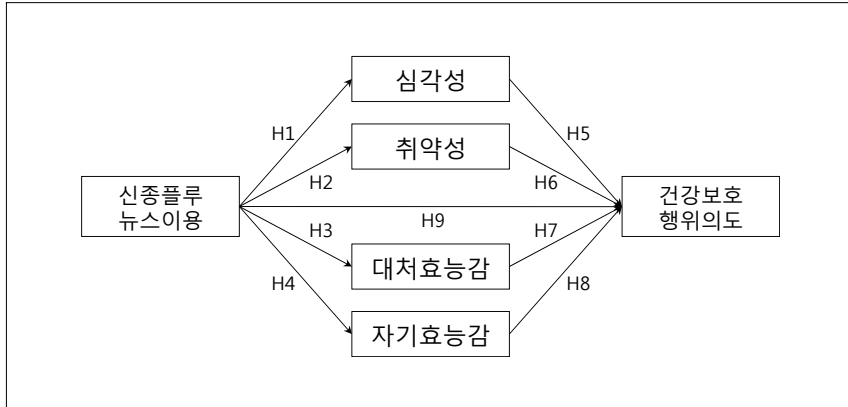 심각성
H1
H5
취약성
H2
H6
신종플루
뉴스이용
건강보호
행위의도
H9
H3
H7
대처효능감
H4
H8
자기효능감